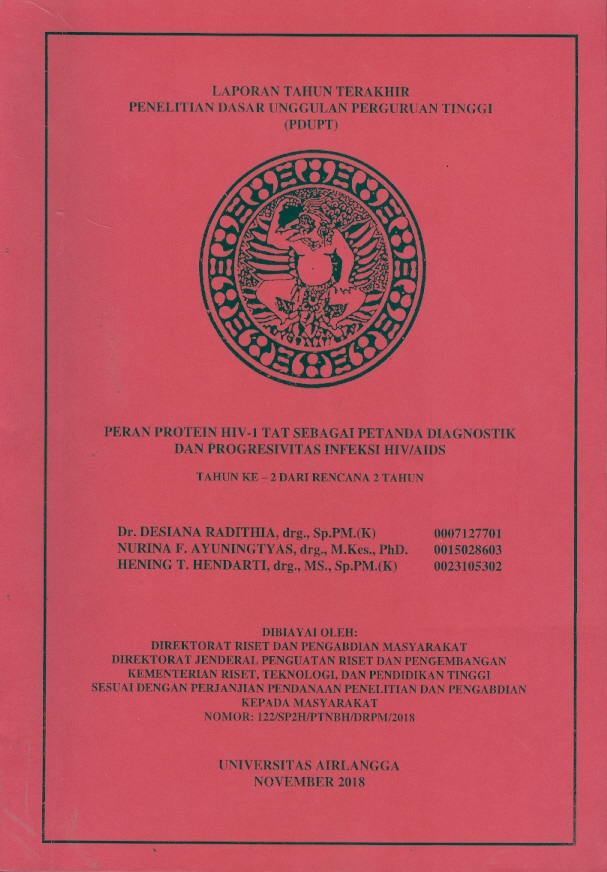 LAPORAN TAHUN TERAKHIR
PENELITIAN DASAR UNGGULAN PERGURUAN TINGGI
(PDUPT)
PERAN PROTEIN HIV-1 TAT SEBAGAI PETANDA DIAGNOSTIK
DAN PROGRESIVITAS INFEKSI HIV/AIDS
TAHUN KE – 2 DARI RENCANA 2 TAHUN
Dr. DESIANA RADITHIA, drg., Sp.PM.(K) 0007127701
NURINA F. AYUNINGTYAS, drg., M.Kes., PhD. 0015028603
HENING T. HENDARTI, drg., MS., Sp.PM.(K) 0023105302
DIBIAYAI OLEH:
DIREKTORAT RISET DAN PENGABDIAN MASYARAKAT
DIREKTORAT JENDERAL PENGUATAN RISET DAN PENGEMBANGAN
KEMENTERIAN RISET, TEKNOLOGI, DAN PENDIDIKAN TINGGI
SESUAI DENGAN PERJANJIAN PENDANAAN PENELITIAN DAN PENGABDIAN
KEPADA MASYARAKAT
NOMOR: 122/SP2H/PTNBH/DRPM/2018
UNIVERSITAS AIRLANGGA
NOVEMBER 2018